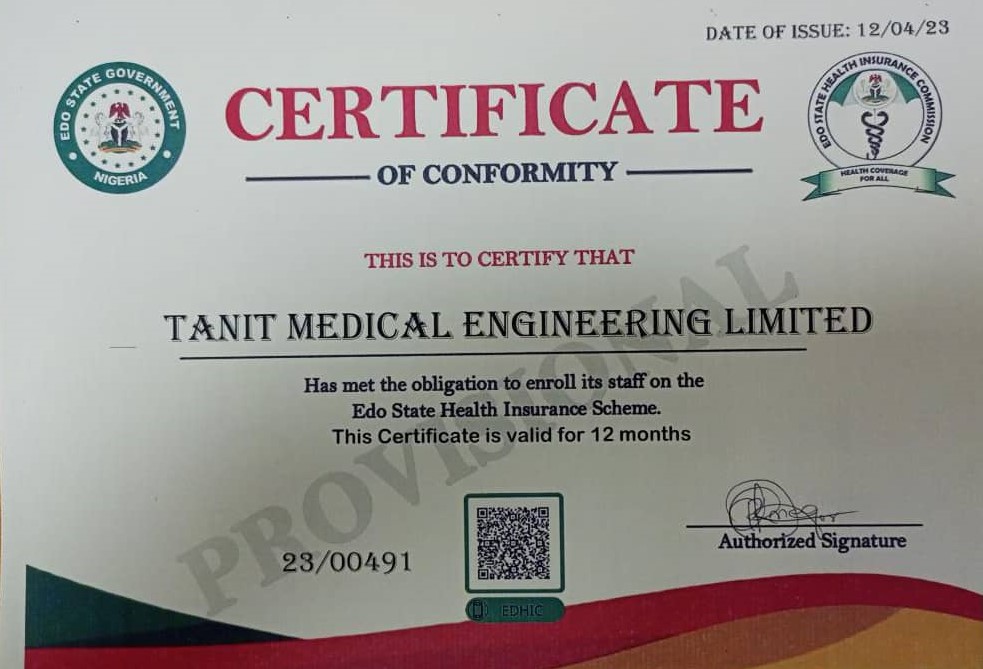 DATE OF ISSUE: 12/04/23
EDO STATE GOVERNMENT
NIGERIA
CERTIFICATE
OF CONFORMITY
EDO STATE HEALTH INSURANCE COMMISSION
HEALTH COVERAGE
FOR ALL
THIS IS TO CERTIFY THAT
TANIT MEDICAL ENGINEERING LIMITED
Has met the obligation to enroll its staff on the
Edo State Health Insurance Scheme.
This Certificate is valid for 12 months
PROVISIONAL
23/00491
EDHIC
Authorized Signature